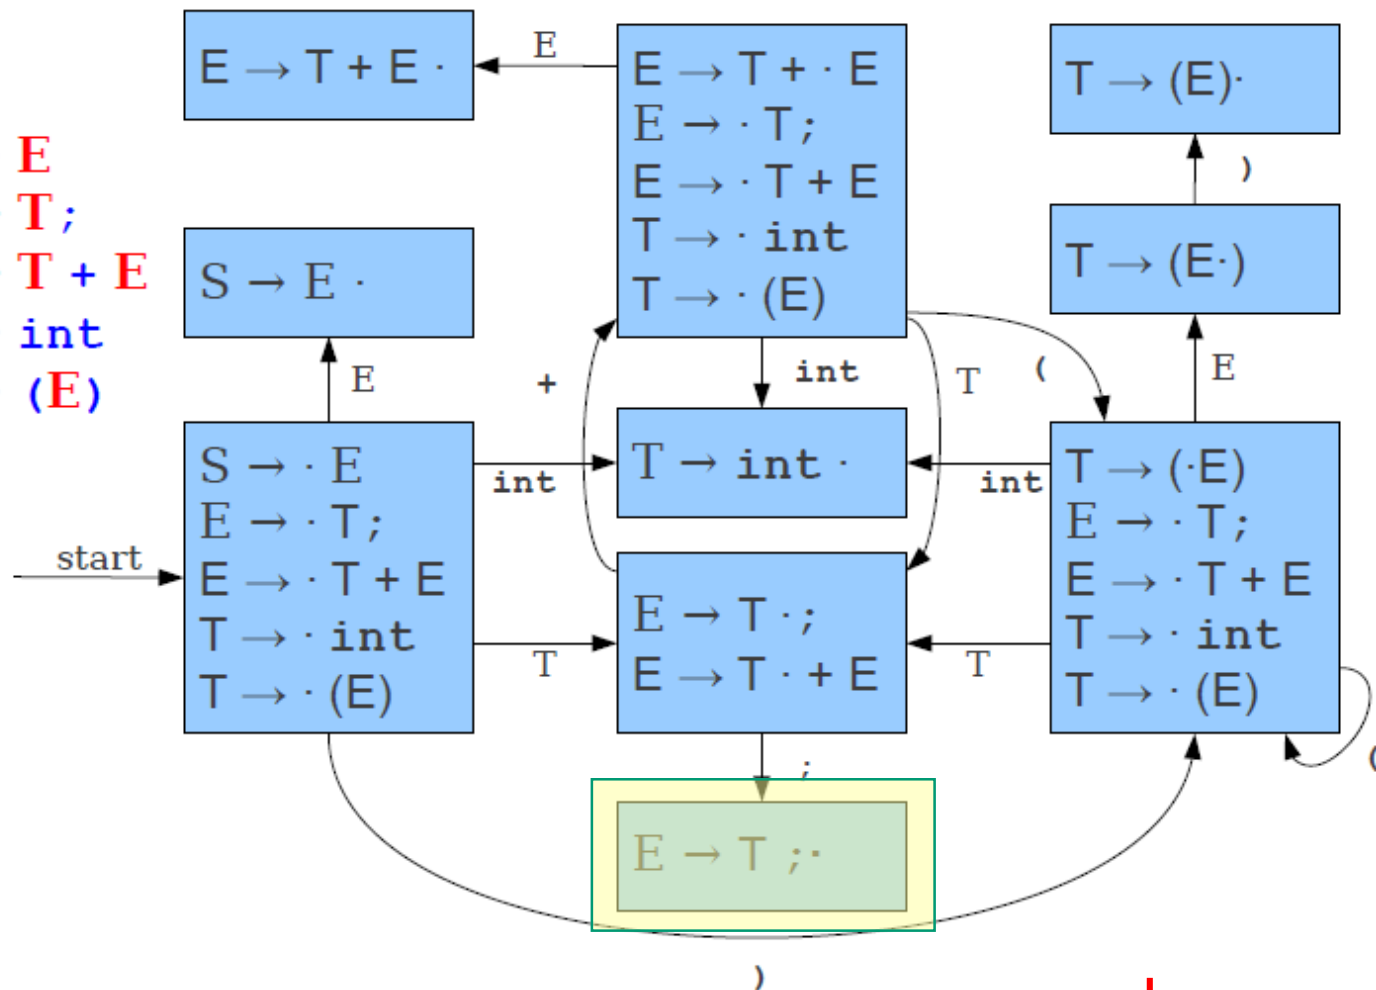 E → T + E ·
E
E → T + · E
E → · T ;
E → · T + E
T → · int
T → · (E)
T → (E)·
)
T → (E·)
E
E
T ;
T + E
int
(E)
S → E ·
E
+
int
T
(
S → · E
E → · T ;
E → · T + E
T → · int
T → · (E)
start
int
T → int ·
int
T → (·E)
E → · T ;
E → · T + E
T → · int
T → · (E)
T
E → T · ;
E → T · + E
T
(
;
E → T ; ·
)